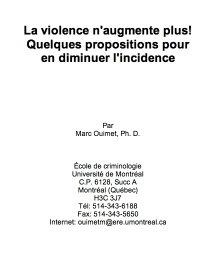 La violence n'augmente plus!
Quelques propositions pour
en diminuer l'incidence
Par
Marc Ouimet, Ph. D.
École de criminologie
Université de Montréal
C.P. 6128, Succ A
Montréal (Québec)
H3C 3J7
Tél: 514-343-6188
Fax: 514-343-5650
Internet: ouimetm@ere.umontreal.ca